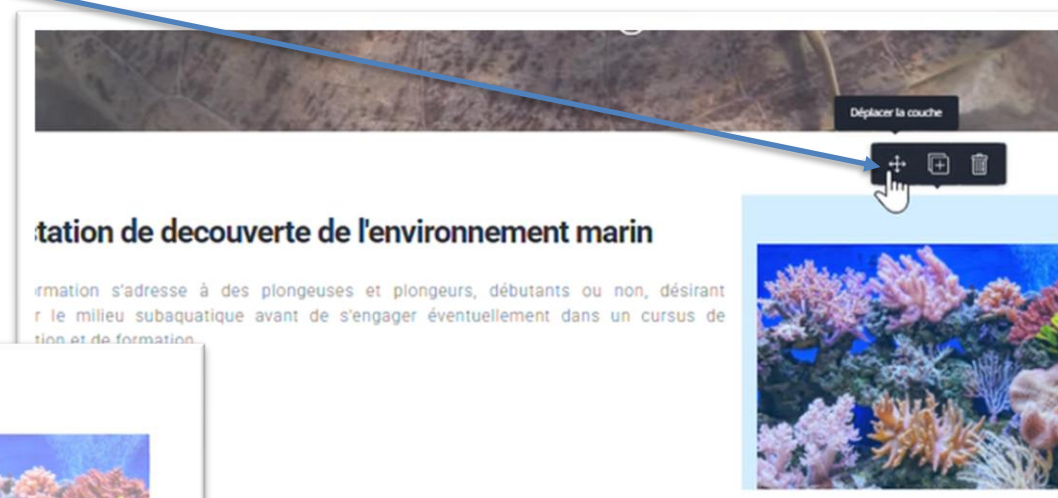 Déplacer la couche
tation de decouverte de l'environnement marin
rmation s'adresse à des plongeuses et plongeurs, débutants ou non, désirant
r le milieu subaquatique avant de s'engager éventuellement dans un cursus de
tion et de formation